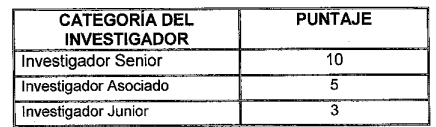 CATEGORÍA DEL INVESTIGADOR PUNTAJE
Investigador Senior 10
Investigador Asociado 5
Investigador Junior 3